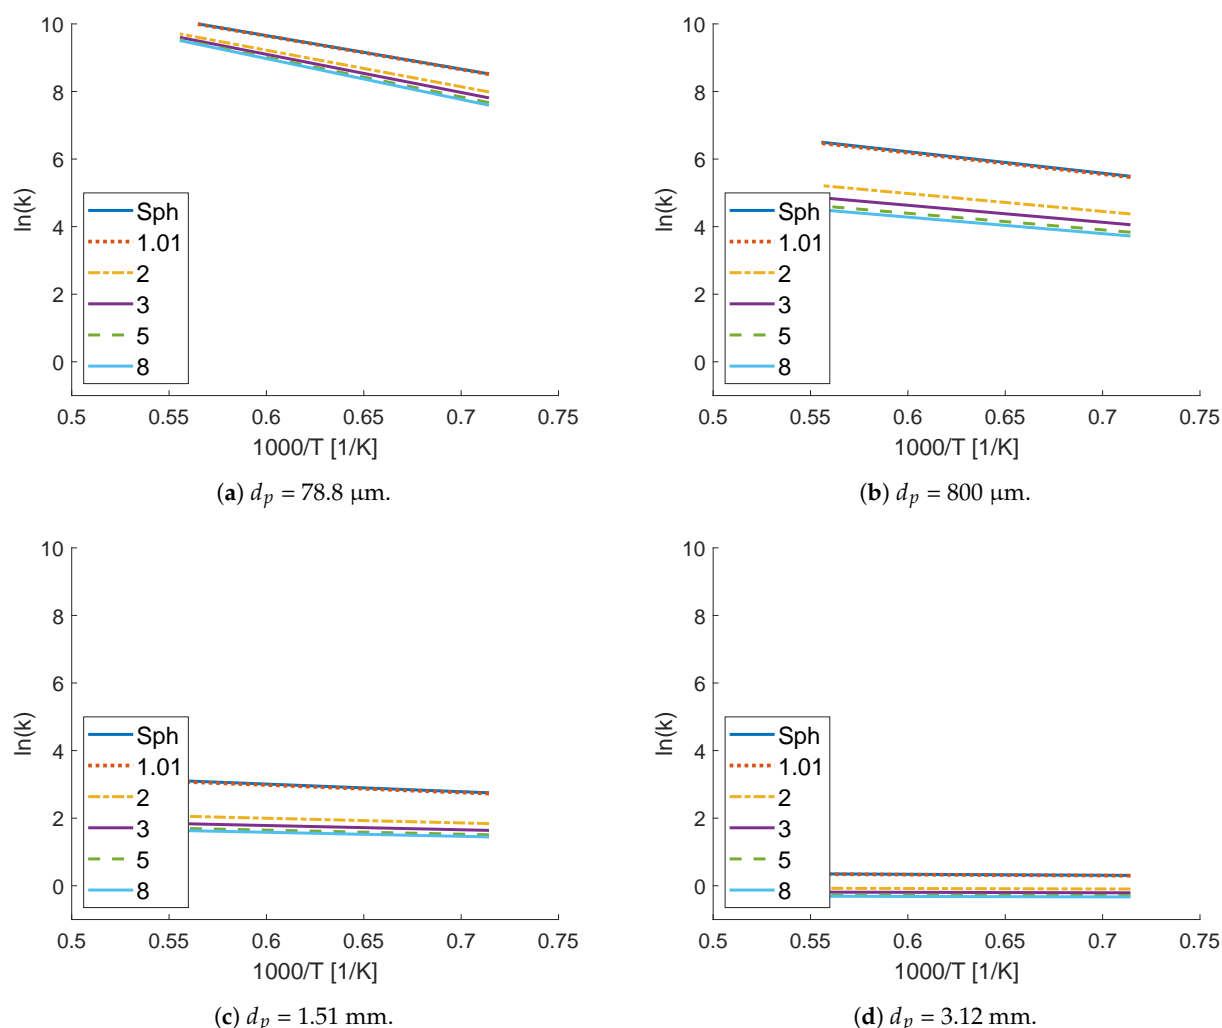 10
8
6
4
2
0
ln(k)
Sph
1.01
2
3
5
8
0.5 0.55 0.6 0.65 0.7 0.75
1000/T [1/K]
(a) dₚ = 78.8 µm.
10
8
6
4
2
0
ln(k)
Sph
1.01
2
3
5
8
0.5 0.55 0.6 0.65 0.7 0.75
1000/T [1/K]
(b) dₚ = 800 µm.
10
8
6
4
2
0
ln(k)
Sph
1.01
2
3
5
8
0.5 0.55 0.6 0.65 0.7 0.75
1000/T [1/K]
(c) dₚ = 1.51 mm.
10
8
6
4
2
0
ln(k)
Sph
1.01
2
3
5
8
0.5 0.55 0.6 0.65 0.7 0.75
1000/T [1/K]
(d) dₚ = 3.12 mm.